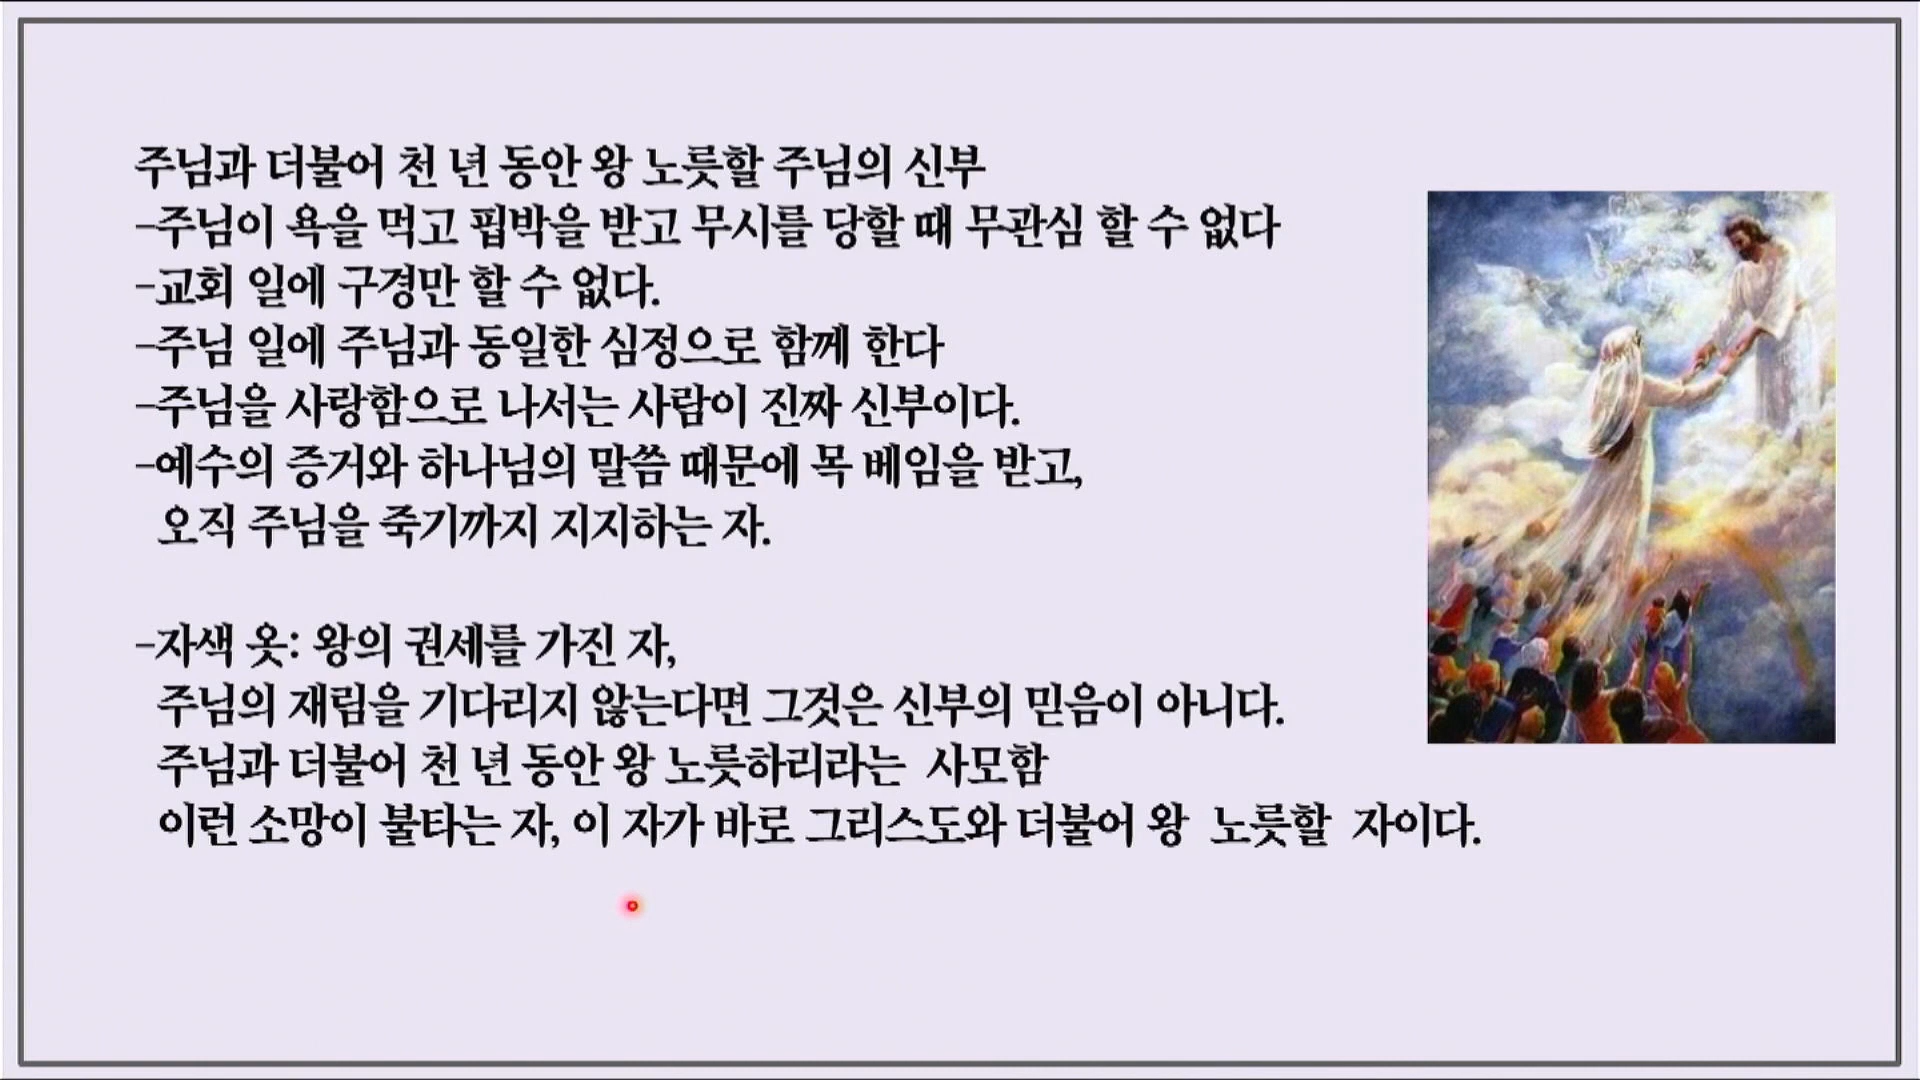 주님과 더불어 천 년 동안 왕 노릇할 주님의 신부
-주님이 욕을 먹고 핍박을 받고 무시를 당할 때 무관심 할 수 없다
-교회 일에 구경만 할 수 없다.
-주님 일에 주님과 동일한 심정으로 함께 한다
-주님을 사랑함으로 나서는 사람이 진짜 신부이다.
-예수의 증거와 하나님의 말씀 때문에 목 베임을 받고,
오직 주님을 죽기까지 지지하는 자.
-자색 옷: 왕의 권세를 가진 자,
주님의 재림을 기다리지 않는다면 그것은 신부의 믿음이 아니다.
주님과 더불어 천 년 동안 왕 노릇하리라는 사모함
이런 소망이 불타는 자, 이 자가 바로 그리스도와 더불어 왕 노릇할 자이다.